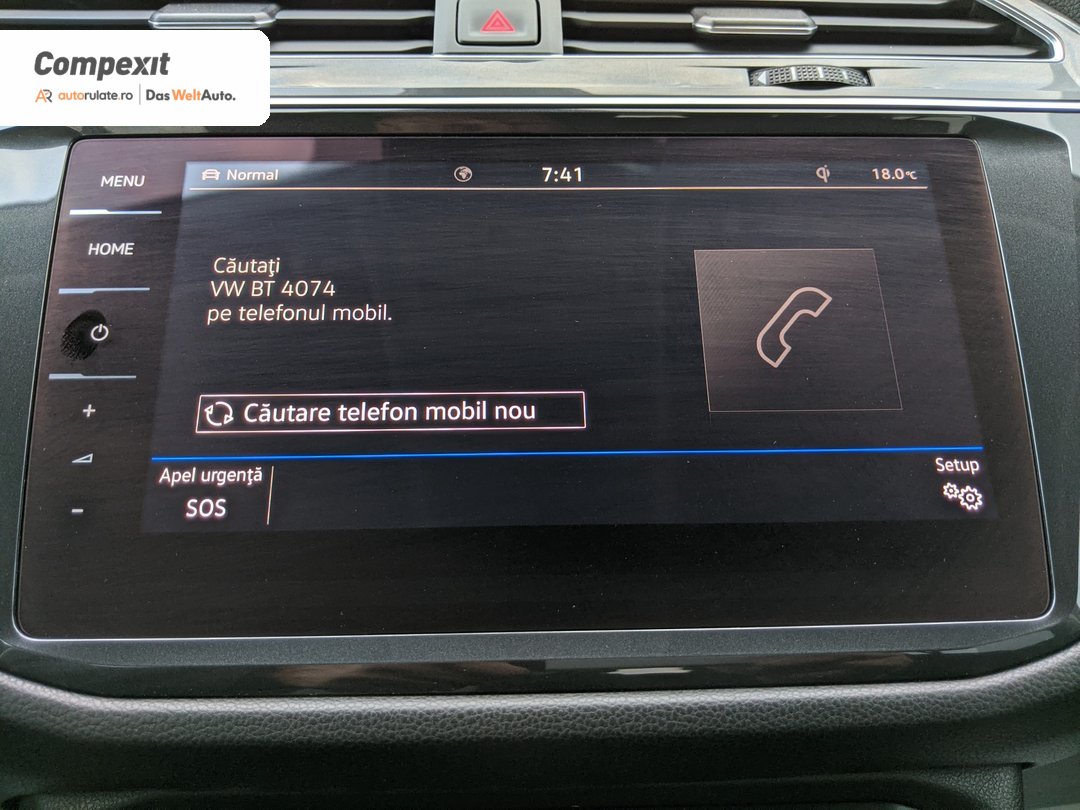 Compexit
autorulate.ro | Das WeltAuto.
MENU
HOME
+
-
Normal
7:41
18.0°C
Căutaţi
VW BT 4074
pe telefonul mobil.
Căutare telefon mobil nou
Apel urgenţă
SOS
Setup